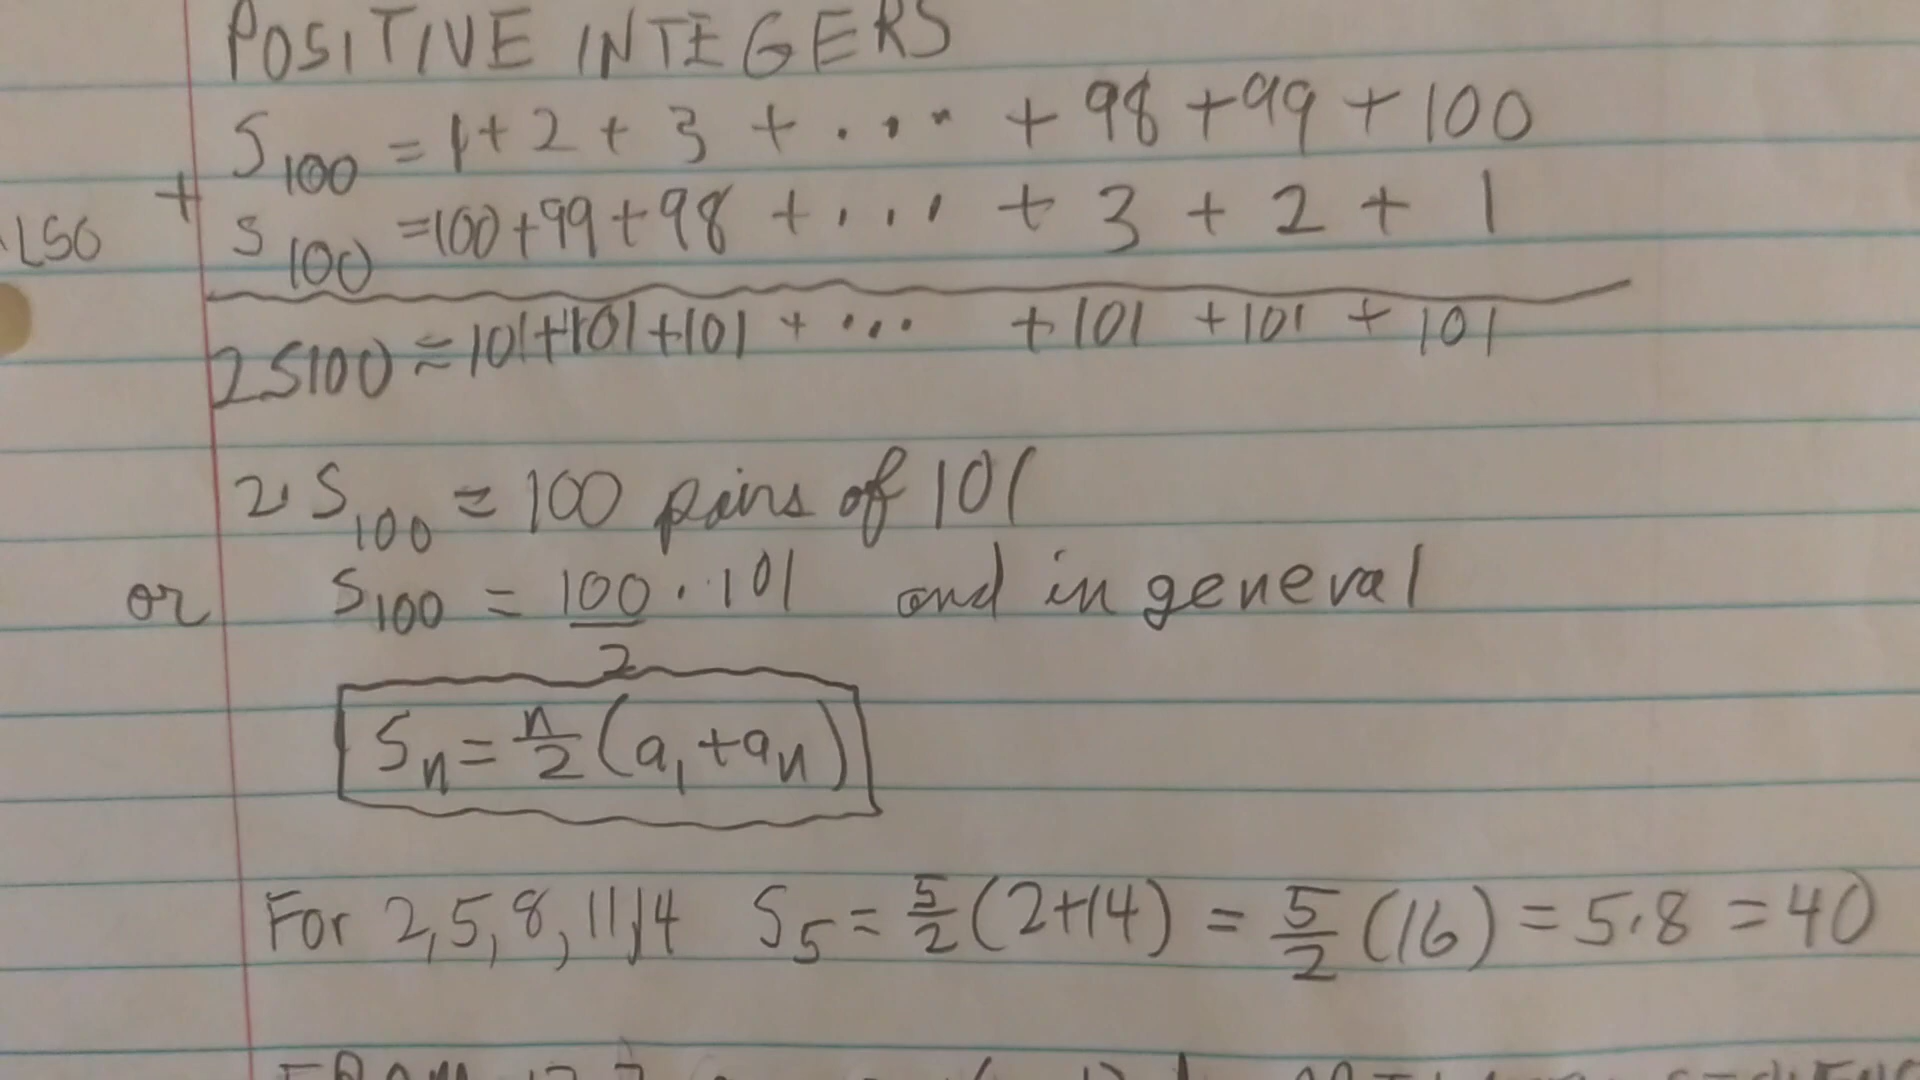 POSITIVE INTEGERS
S100 = 1 + 2 + 3 + ... + 98 + 99 + 100
LSO + S100 = 100 + 99 + 98 + ... + 3 + 2 + 1
2S100 = 101 + 101 + 101 + ... + 101 + 101 + 101
2S100 = 100 pairs of 101
or S100 = 100/2 · 101 and in general
Sn = n/2 (a1 + an)
For 2, 5, 8, 11, 14 S5 = 5/2 (2+14) = 5/2 (16) = 5·8 = 40